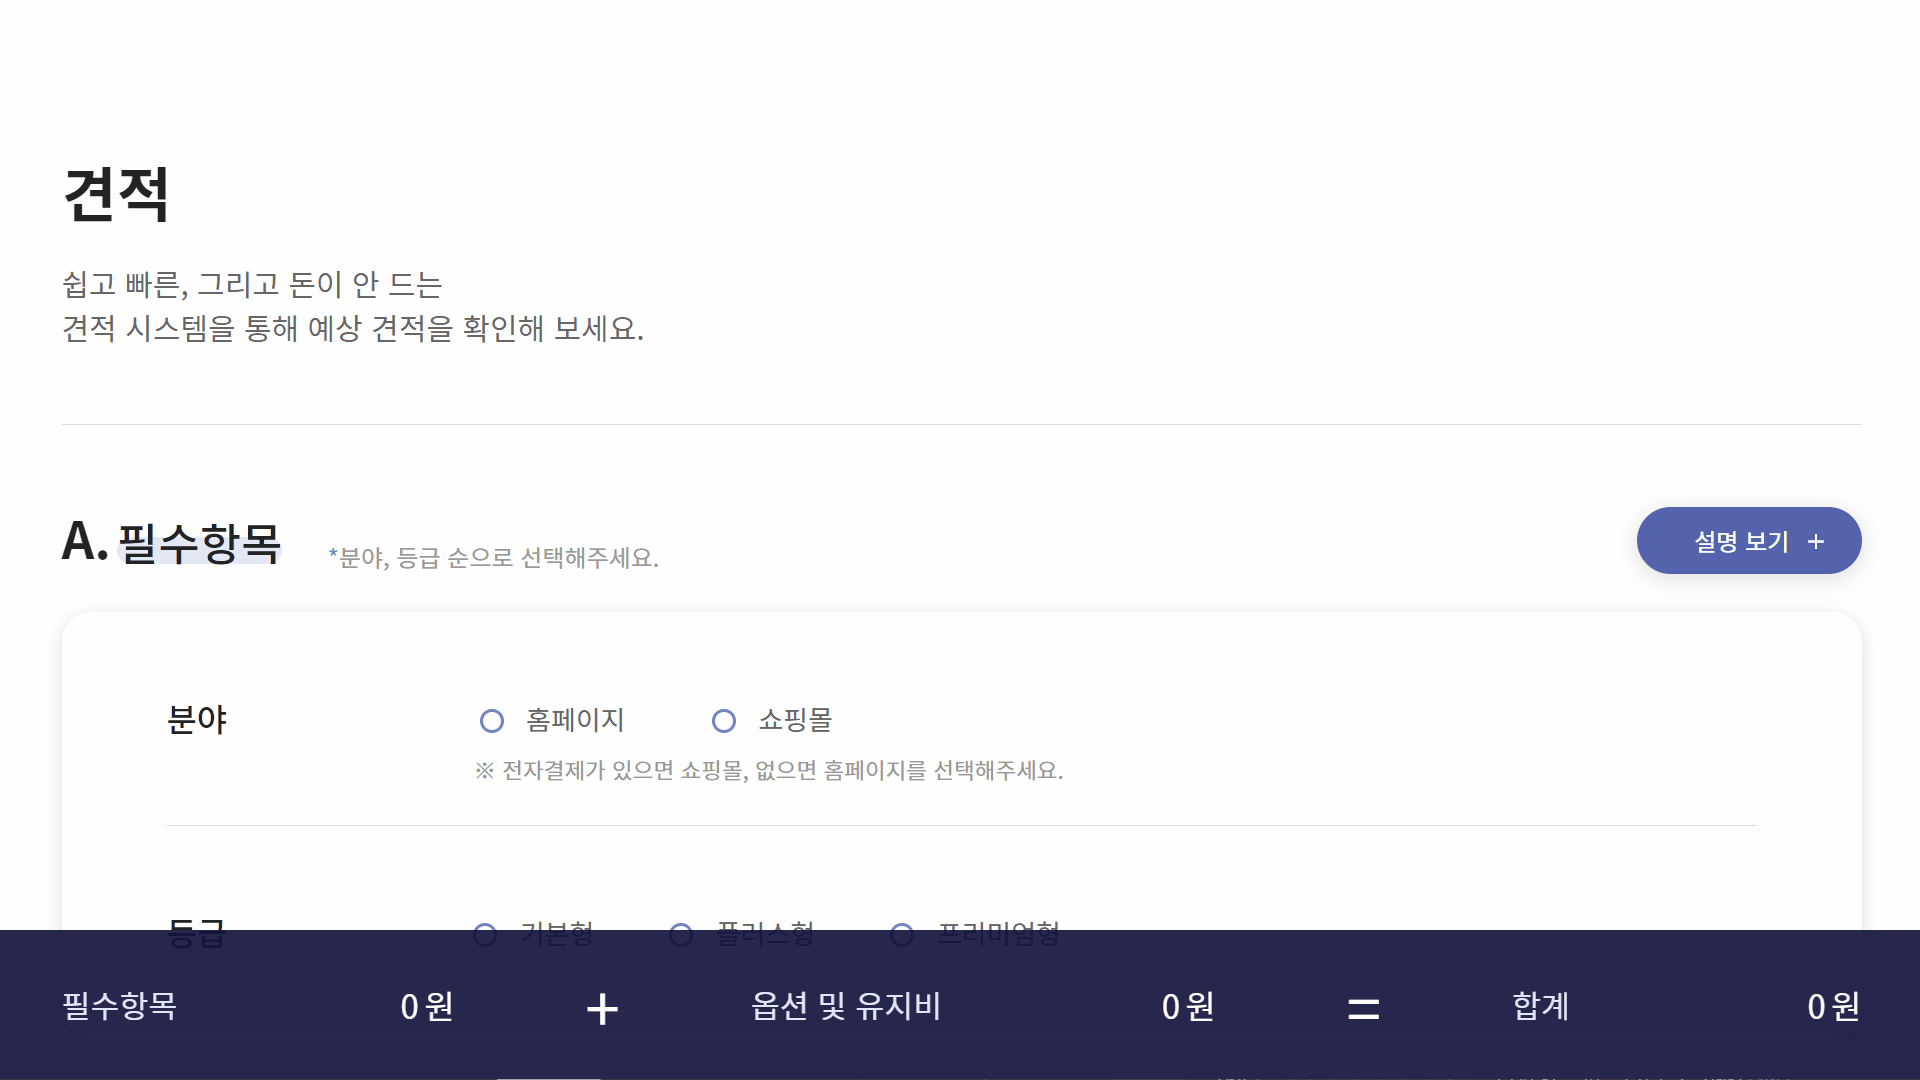 견적
쉽고 빠른, 그리고 돈이 안 드는
견적 시스템을 통해 예상 견적을 확인해 보세요.
A. 필수항목 *분야, 등급 순으로 선택해주세요. 설명 보기 +
분야 홈페이지 쇼핑몰
※ 전자결제가 있으면 쇼핑몰, 없으면 홈페이지를 선택해주세요.
등급 기본형 플러스형 프리미엄형
필수항목 0원 + 옵션 및 유지비 0원 = 합계 0원